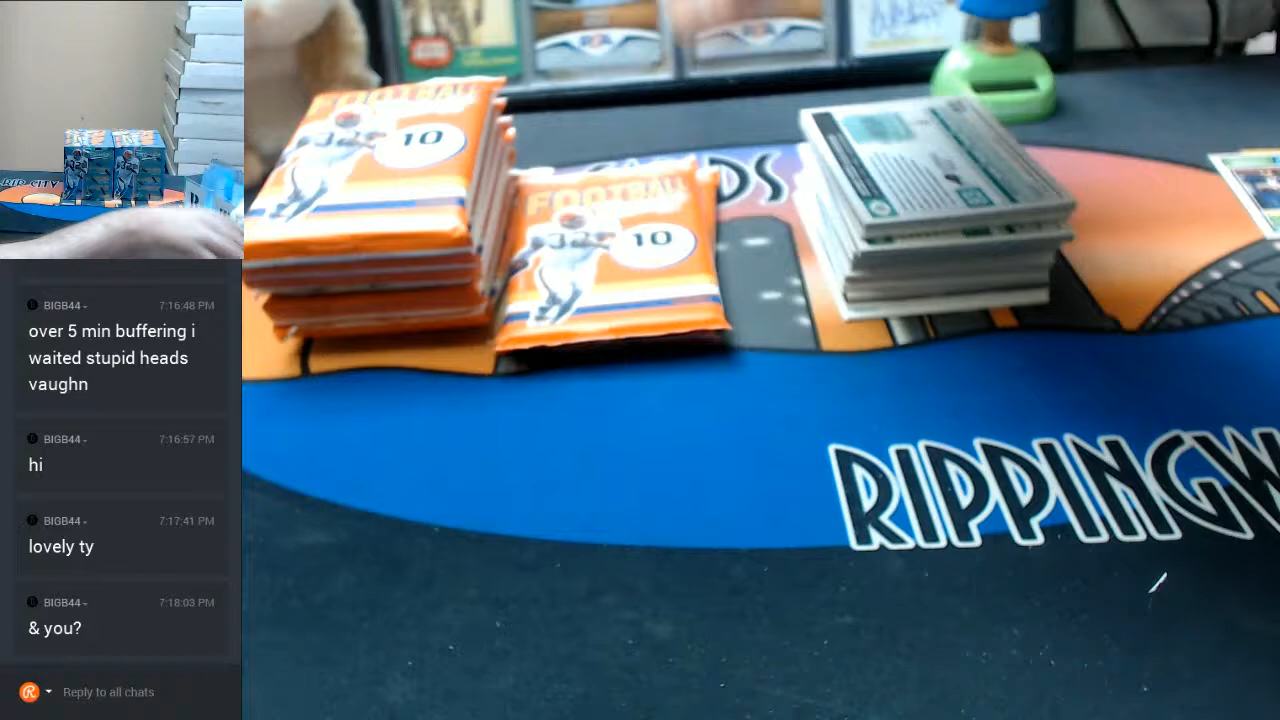 BIGB44 7:16:48 PM
over 5 min buffering i
waited stupid heads
vaughn
BIGB44 7:16:57 PM
hi
BIGB44 7:17:41 PM
lovely ty
BIGB44 7:18:03 PM
& you?
Reply to all chats
FOOTBALL
10
FOOTBALL
10
RIP CITY
DS
RIPPINGW